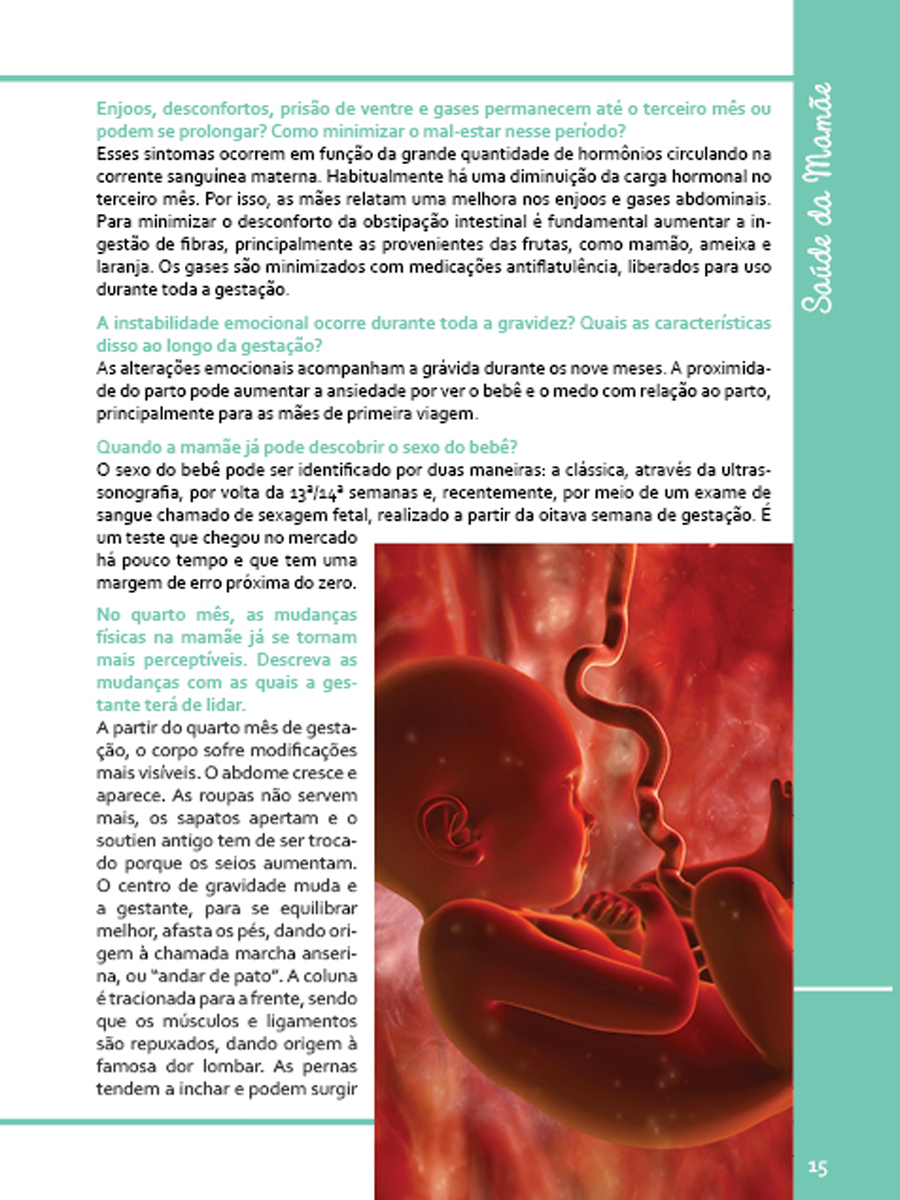 Enjoos, desconfortos, prisão de ventre e gases permanecem até o terceiro mês ou
podem se prolongar? Como minimizar o mal-estar nesse período?
Esses sintomas ocorrem em função da grande quantidade de hormônios circulando na
corrente sanguínea materna. Habitualmente há uma diminuição da carga hormonal no
terceiro mês. Por isso, as mães relatam uma melhora nos enjoos e gases abdominais.
Para minimizar o desconforto da obstipação intestinal é fundamental aumentar a in-
gestão de fibras, principalmente as provenientes das frutas, como mamão, ameixa e
laranja. Os gases são minimizados com medicações antiflatulência, liberados para uso
durante toda a gestação.
A instabilidade emocional ocorre durante toda a gravidez? Quais as características
disso ao longo da gestação?
As alterações emocionais acompanham a grávida durante os nove meses. A proximida-
de do parto pode aumentar a ansiedade por ver o bebê e o medo com relação ao parto,
principalmente para as mães de primeira viagem.
Quando a mamãe já pode descobrir o sexo do bebê?
O sexo do bebê pode ser identificado por duas maneiras: a clássica, através da ultras-
sonografia, por volta da 13ª/14ª semanas e, recentemente, por meio de um exame de
sangue chamado de sexagem fetal, realizado a partir da oitava semana de gestação. É
um teste que chegou no mercado
há pouco tempo e que tem uma
margem de erro próxima do zero.
No quarto mês, as mudanças
físicas na mamãe já se tornam
mais perceptíveis. Descreva as
mudanças com as quais a ges-
tante terá de lidar.
A partir do quarto mês de gesta-
ção, o corpo sofre modificações
mais visíveis. O abdome cresce e
aparece. As roupas não servem
mais, os sapatos apertam e o
soutien antigo tem de ser troca-
do porque os seios aumentam.
O centro de gravidade muda e
a gestante, para se equilibrar
melhor, afasta os pés, dando ori-
gem à chamada marcha anseri-
na, ou "andar de pato". A coluna
é tracionada para a frente, sendo
que os músculos e ligamentos
são repuxados, dando origem à
famosa dor lombar. As pernas
tendem a inchar e podem surgir
Saúde da Mamãe
15